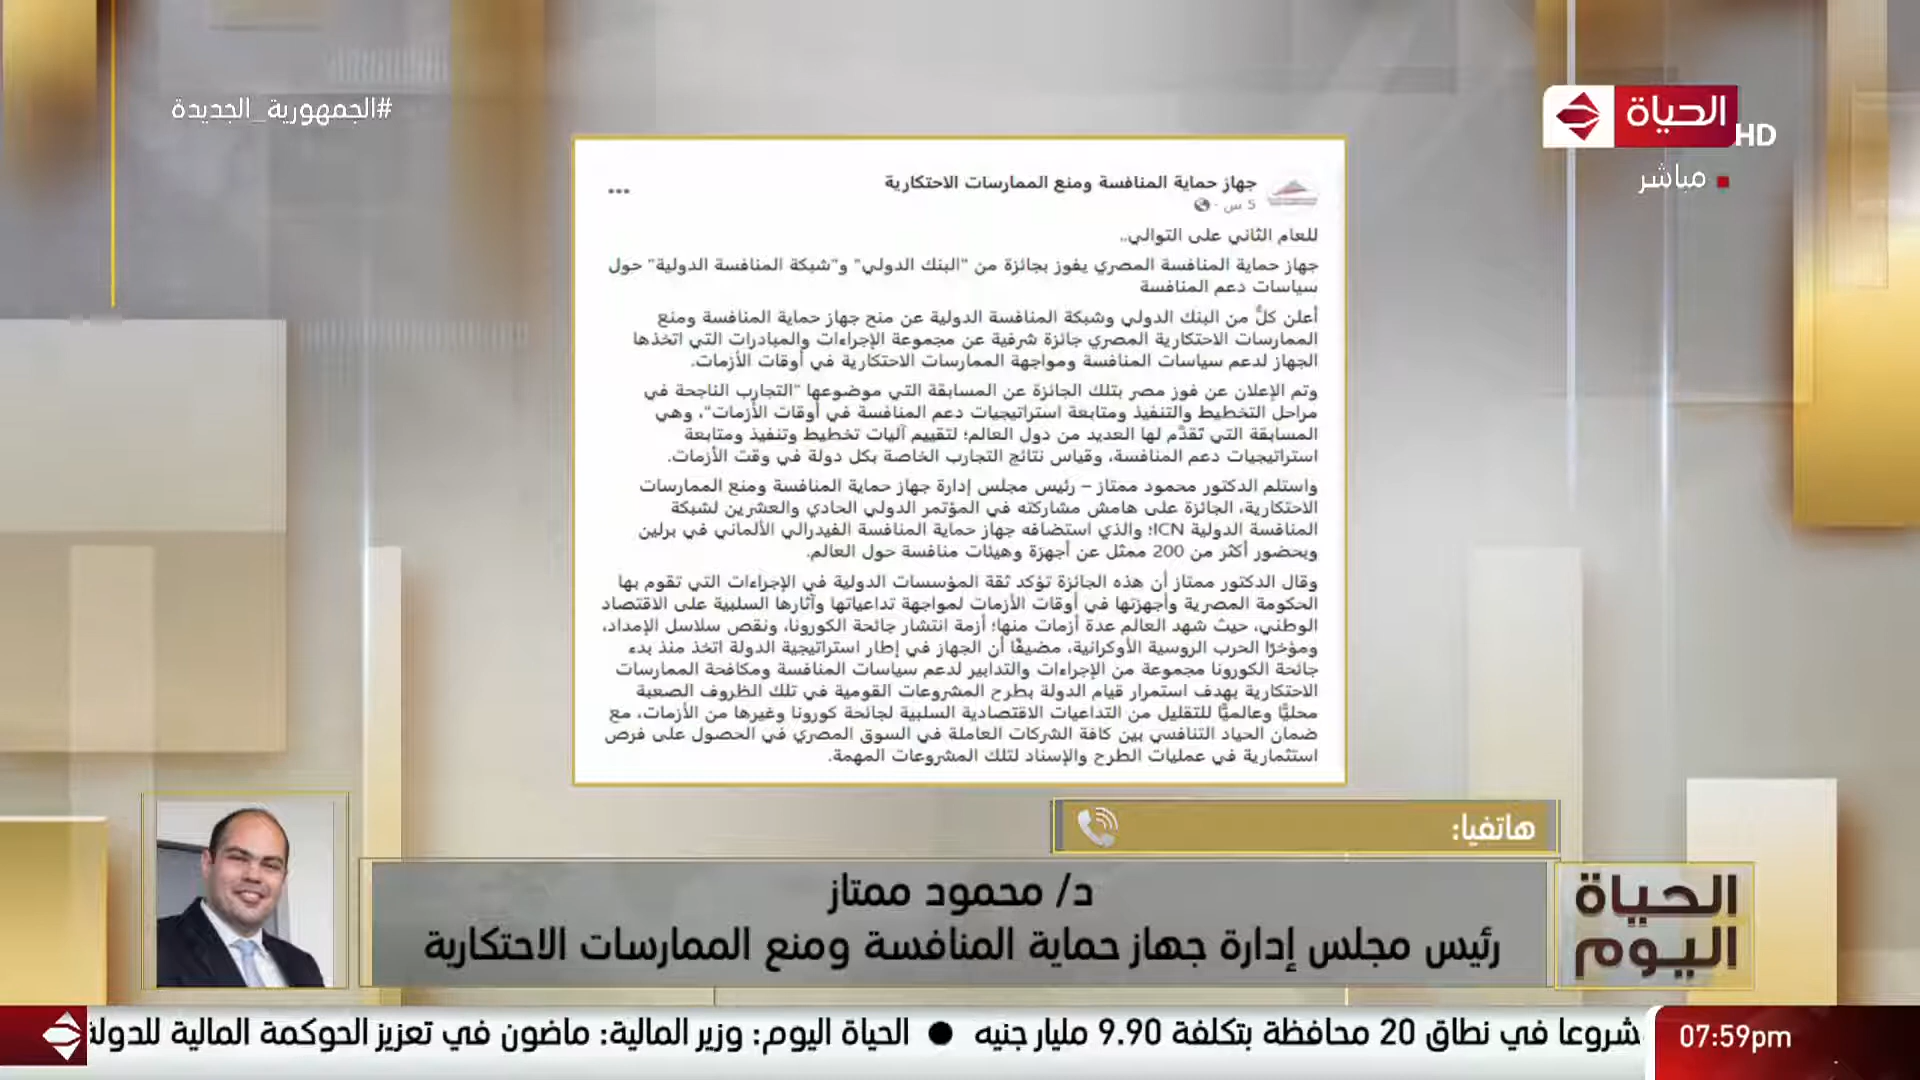 #الجمهورية_الجديدة
الحياة
HD
مباشر
جهاز حماية المنافسة ومنع الممارسات الاحتكارية
5 س ·
للعام الثاني على التوالي..
جهاز حماية المنافسة المصري يفوز بجائزة من "البنك الدولي" و"شبكة المنافسة الدولية" حول
سياسات دعم المنافسة
أعلن كلٌّ من البنك الدولي وشبكة المنافسة الدولية عن منح جهاز حماية المنافسة ومنع
الممارسات الاحتكارية المصري جائزة شرفية عن مجموعة الإجراءات والمبادرات التي اتخذها
الجهاز لدعم سياسات المنافسة ومواجهة الممارسات الاحتكارية في أوقات الأزمات.
وتم الإعلان عن فوز مصر بتلك الجائزة عن المسابقة التي موضوعها "التجارب الناجحة في
مراحل التخطيط والتنفيذ ومتابعة استراتيجيات دعم المنافسة في أوقات الأزمات"، وهي
المسابقة التي تقدَّم لها العديد من دول العالم؛ لتقييم آليات تخطيط وتنفيذ ومتابعة
استراتيجيات دعم المنافسة، وقياس نتائج التجارب الخاصة بكل دولة في وقت الأزمات.
واستلم الدكتور محمود ممتاز – رئيس مجلس إدارة جهاز حماية المنافسة ومنع الممارسات
الاحتكارية، الجائزة على هامش مشاركته في المؤتمر الدولي الحادي والعشرين لشبكة
المنافسة الدولية ICN؛ والذي استضافه جهاز حماية المنافسة الفيدرالي الألماني في برلين
وبحضور أكثر من 200 ممثل عن أجهزة وهيئات منافسة حول العالم.
وقال الدكتور ممتاز أن هذه الجائزة تؤكد ثقة المؤسسات الدولية في الإجراءات التي تقوم بها
الحكومة المصرية وأجهزتها في أوقات الأزمات لمواجهة تداعياتها وآثارها السلبية على الاقتصاد
الوطني، حيث شهد العالم عدة أزمات منها؛ أزمة انتشار جائحة الكورونا، ونقص سلاسل الإمداد،
ومؤخرًا الحرب الروسية الأوكرانية، مضيفًا أن الجهاز في إطار استراتيجية الدولة اتخذ منذ بدء
جائحة الكورونا مجموعة من الإجراءات والتدابير لدعم سياسات المنافسة ومكافحة الممارسات
الاحتكارية بهدف استمرار قيام الدولة بطرح المشروعات القومية في تلك الظروف الصعبة
محليًّا وعالميًّا للتقليل من التداعيات الاقتصادية السلبية لجائحة كورونا وغيرها من الأزمات، مع
ضمان الحياد التنافسي بين كافة الشركات العاملة في السوق المصري في الحصول على فرص
استثمارية في عمليات الطرح والإسناد لتلك المشروعات المهمة.
هاتفيا:
د/ محمود ممتاز
رئيس مجلس إدارة جهاز حماية المنافسة ومنع الممارسات الاحتكارية
الحياة
اليوم
شروعا في نطاق 20 محافظة بتكلفة 9.90 مليار جنيه ● الحياة اليوم: وزير المالية: ماضون في تعزيز الحوكمة المالية للدولة
07:59pm